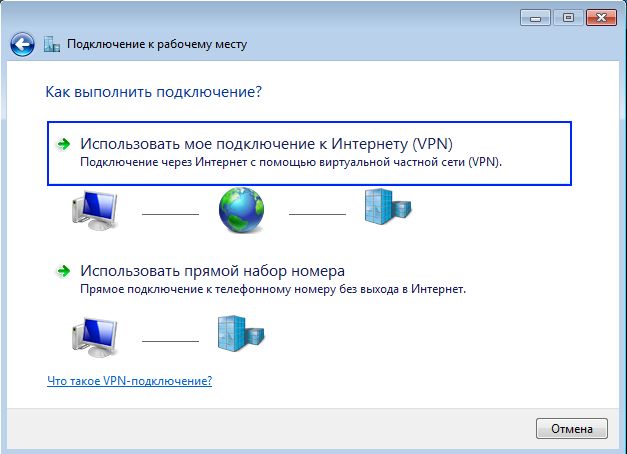 Подключение к рабочему месту
Как выполнить подключение?
Использовать мое подключение к Интернету (VPN)
Подключение через Интернет с помощью виртуальной частной сети (VPN).
Использовать прямой набор номера
Прямое подключение к телефонному номеру без выхода в Интернет.
Что такое VPN-подключение?
Отмена